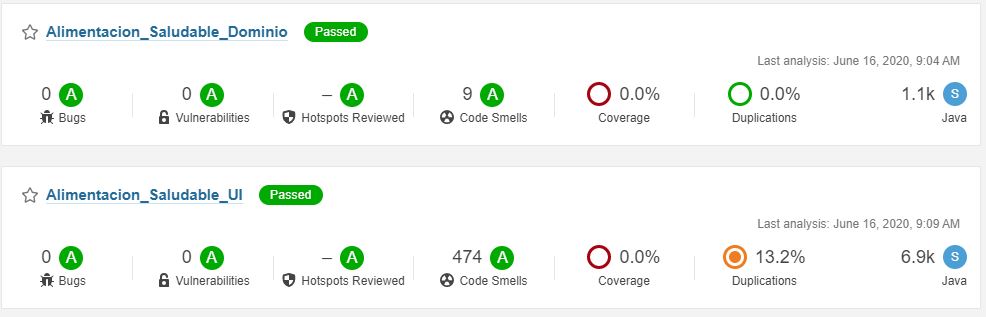 Alimentacion_Saludable_Dominio Passed
Last analysis: June 16, 2020, 9:04 AM
0 A 0 A – A 9 A 0.0% 0.0% 1.1k S
Bugs Vulnerabilities Hotspots Reviewed Code Smells Coverage Duplications Java
Alimentacion_Saludable_UI Passed
Last analysis: June 16, 2020, 9:09 AM
0 A 0 A – A 474 A 0.0% 13.2% 6.9k S
Bugs Vulnerabilities Hotspots Reviewed Code Smells Coverage Duplications Java